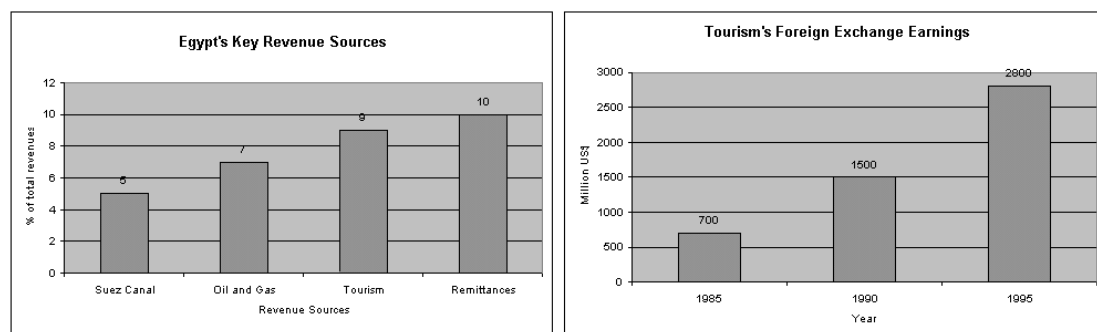 Egypt's Key Revenue Sources
12
10
8
6
4
2
0
% of total revenues
5
7
9
10
Suez Canal Oil and Gas Tourism Remittances
Revenue Sources
Tourism's Foreign Exchange Earnings
3000
2500
2000
1500
1000
500
0
Million US$
700
1500
2800
1985 1990 1995
Year